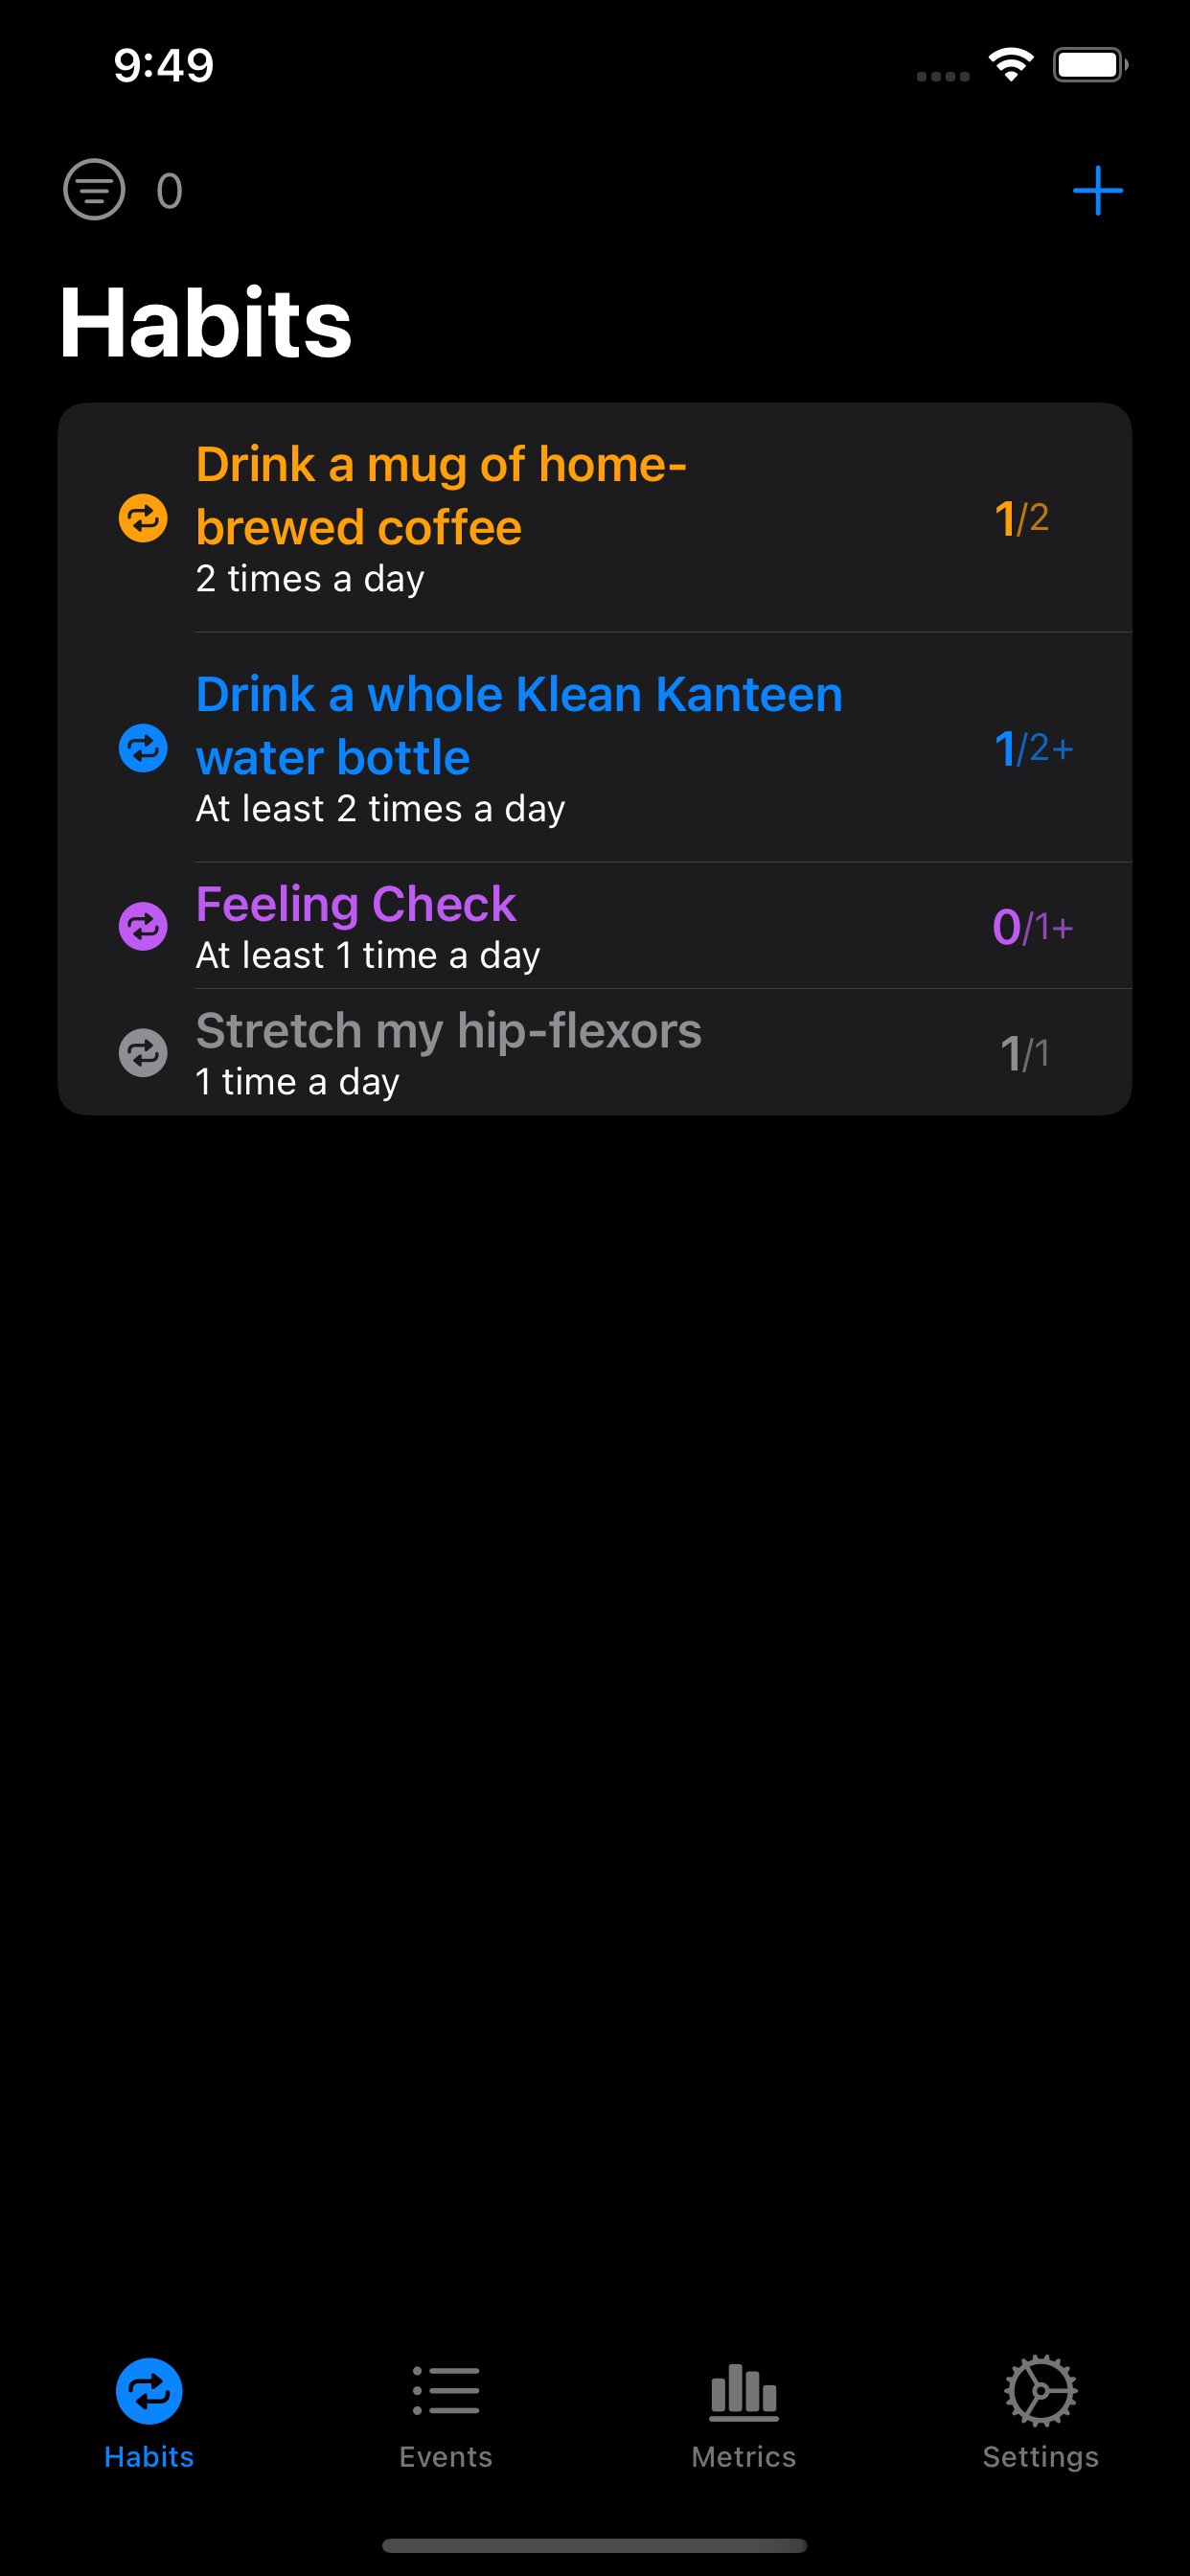 9:49
0
Habits
Drink a mug of home-
brewed coffee
2 times a day
1/2
Drink a whole Klean Kanteen
water bottle
At least 2 times a day
1/2+
Feeling Check
At least 1 time a day
0/1+
Stretch my hip-flexors
1 time a day
1/1
Habits
Events
Metrics
Settings